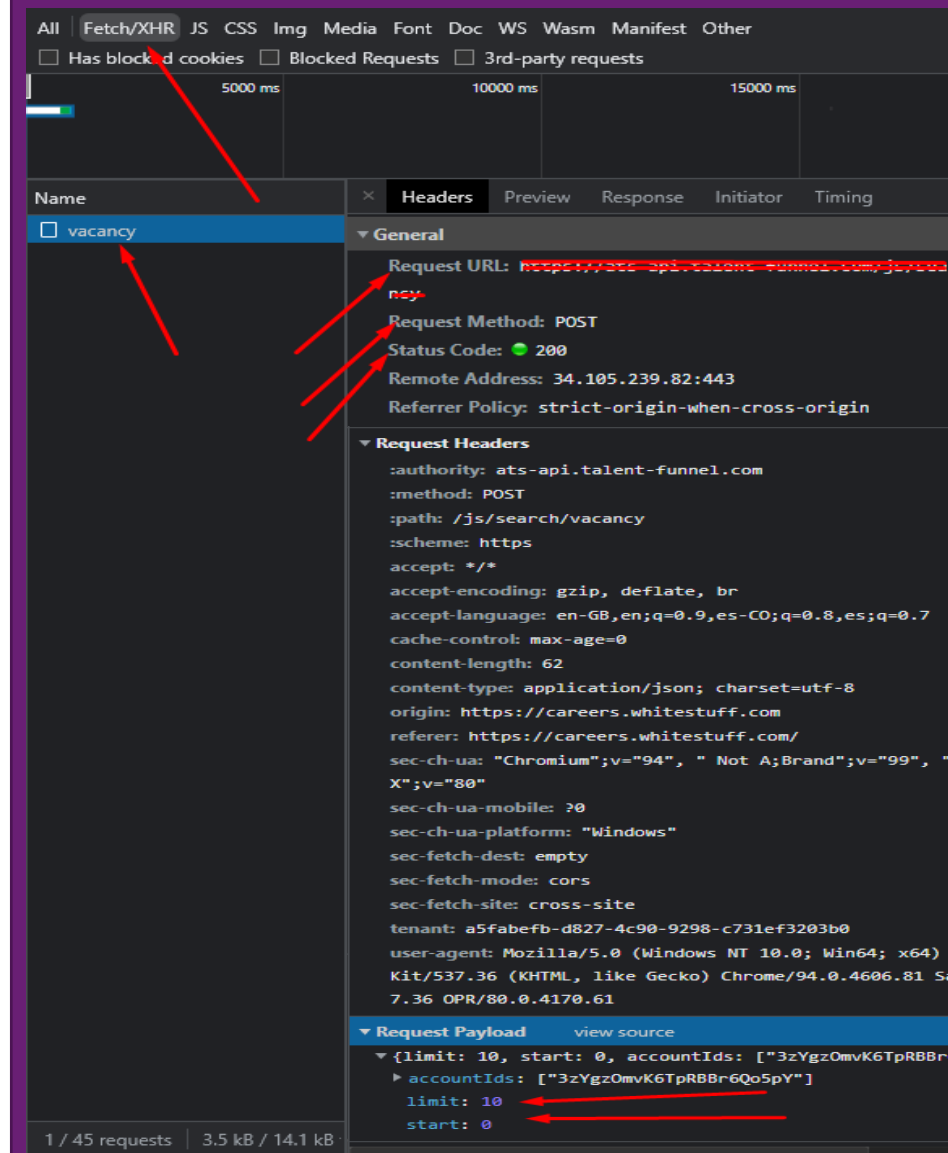 All Fetch/XHR JS CSS Img Media Font Doc WS Wasm Manifest Other
Has blocked cookies Blocked Requests 3rd-party requests
5000 ms 10000 ms 15000 ms
Name
vacancy
× Headers Preview Response Initiator Timing
General
Request URL: https://ats-api.talent-funnel.com/js/
ncy
Request Method: POST
Status Code: 200
Remote Address: 34.105.239.82:443
Referrer Policy: strict-origin-when-cross-origin
Request Headers
:authority: ats-api.talent-funnel.com
:method: POST
:path: /js/search/vacancy
:scheme: https
accept: */*
accept-encoding: gzip, deflate, br
accept-language: en-GB,en;q=0.9,es-CO;q=0.8,es;q=0.7
cache-control: max-age=0
content-length: 62
content-type: application/json; charset=utf-8
origin: https://careers.whitestuff.com
referer: https://careers.whitestuff.com/
sec-ch-ua: "Chromium";v="94", " Not A;Brand";v="99", "
X";v="80"
sec-ch-ua-mobile: ?0
sec-ch-ua-platform: "Windows"
sec-fetch-dest: empty
sec-fetch-mode: cors
sec-fetch-site: cross-site
tenant: a5fabefb-d827-4c90-9298-c731ef3203b0
user-agent: Mozilla/5.0 (Windows NT 10.0; Win64; x64)
Kit/537.36 (KHTML, like Gecko) Chrome/94.0.4606.81 Sa
7.36 OPR/80.0.4170.61
Request Payload view source
{limit: 10, start: 0, accountIds: ["3zYgzOmvK6TpRBBr
accountIds: ["3zYgzOmvK6TpRBBr6Qo5pY"]
limit: 10
start: 0
1 / 45 requests 3.5 kB / 14.1 kB